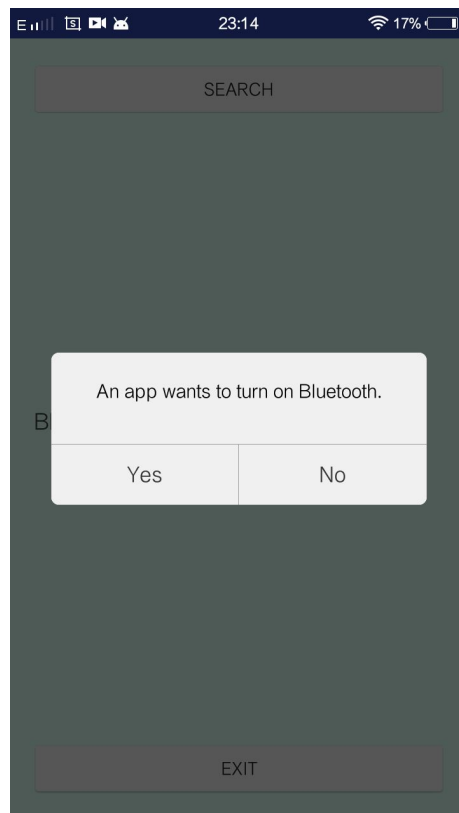 E 23:14 17%
SEARCH
An app wants to turn on Bluetooth.
B
Yes No
EXIT